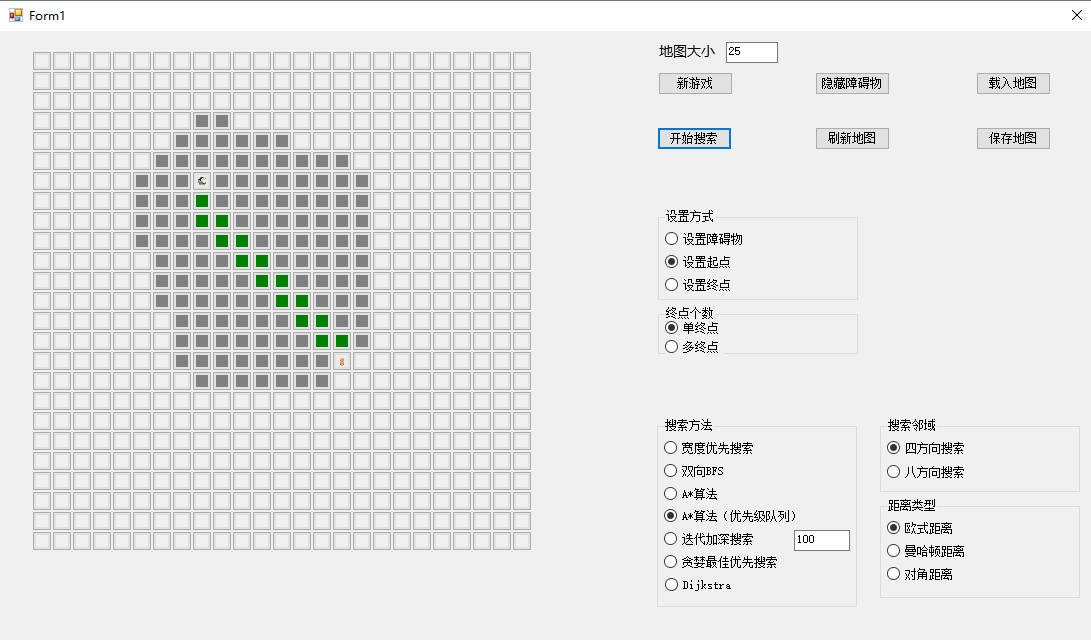 Form1
地图大小 25
新游戏 隐藏障碍物 载入地图
开始搜索 刷新地图 保存地图
设置方式
设置障碍物
设置起点
设置终点
终点个数
单终点
多终点
搜索方法
宽度优先搜索
双向BFS
A*算法
A*算法（优先级队列）
迭代加深搜索 100
贪婪最佳优先搜索
Dijkstra
搜索邻域
四方向搜索
八方向搜索
距离类型
欧式距离
曼哈顿距离
对角距离